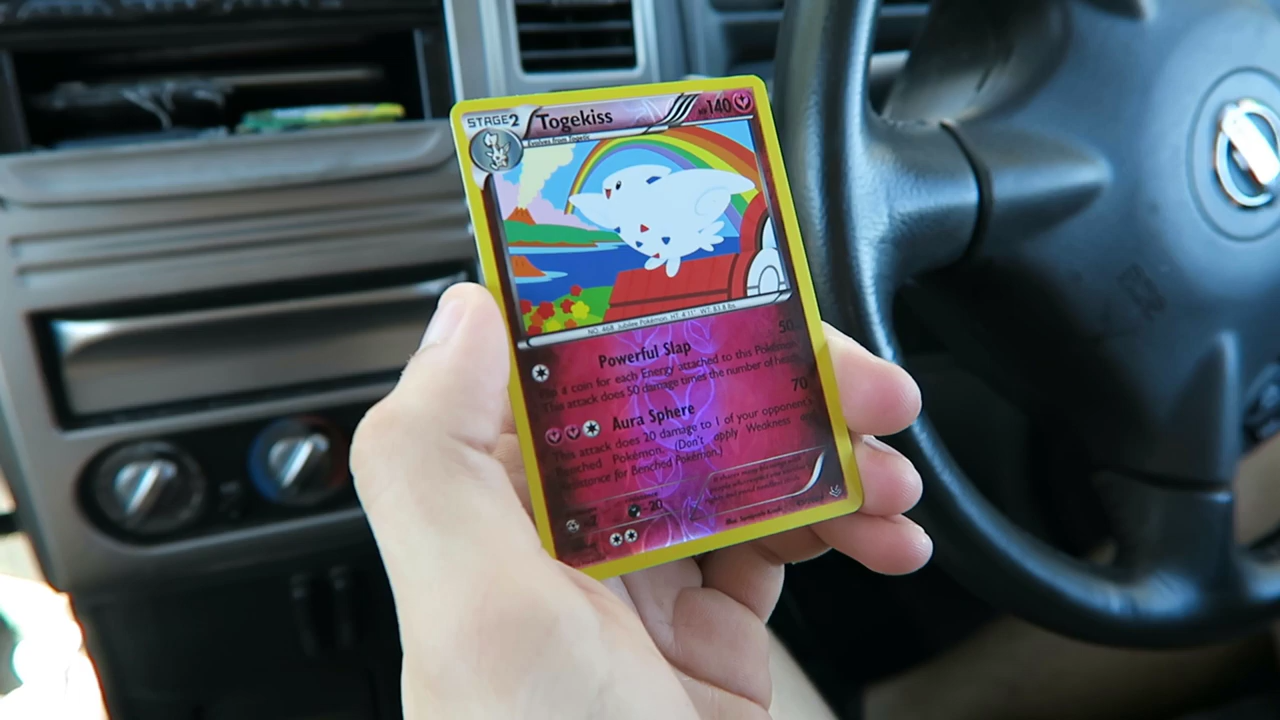 STAGE2 Togekiss HP140
Evolves from Togetic
NO. 468 Jubilee Pokémon HT: 4'11" WT: 83.8 lbs.
Powerful Slap 50
Flip a coin for each Energy attached to this Pokémon.
This attack does 50 damage times the number of heads.
Aura Sphere 70
This attack does 20 damage to 1 of your opponent's
Benched Pokémon. (Don't apply Weakness and
Resistance for Benched Pokémon.)
resistance
20
Illus.